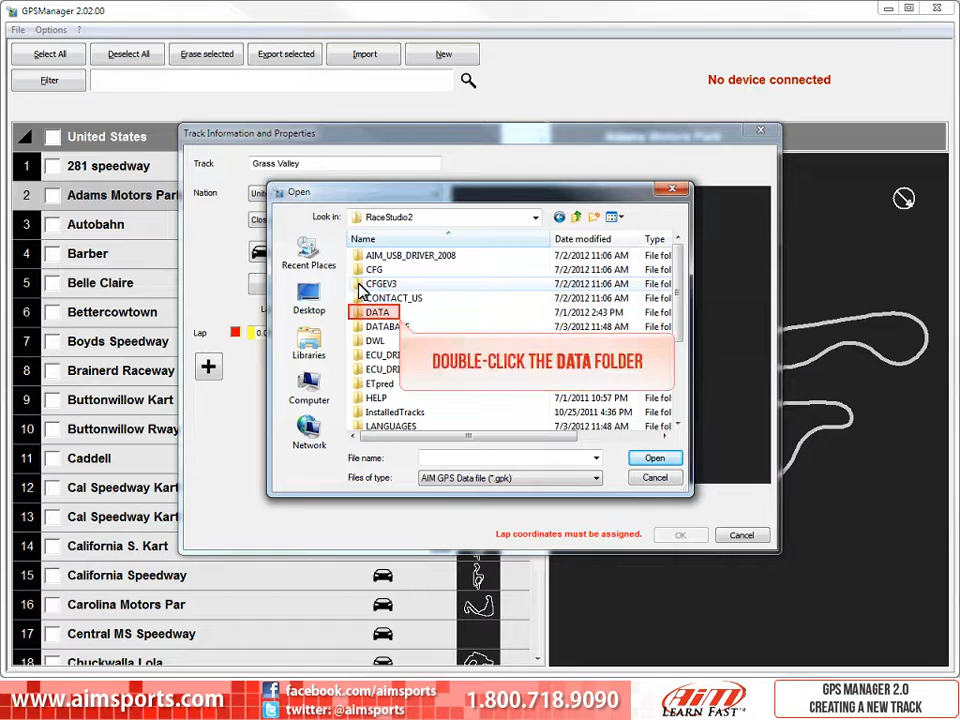 GPSManager 2.02.00
File Options ?
Select All Deselect All Erase selected Export selected Import New
Filter No device connected
United States
1 281 speedway
2 Adams Motors Par
3 Autobahn
4 Barber
5 Belle Claire
6 Bettercowtown
7 Boyds Speedway
8 Brainerd Raceway
9 Buttonwillow Kart
10 Buttonwillow Rway
11 Caddell
12 Cal Speedway Kart
13 Cal Speedway Kart
14 California S. Kart
15 California Speedway
16 Carolina Motors Par
17 Central MS Speedway
18 Chuckwalla Lola
Track Information and Properties
Adams Motors Park
Track Grass Valley
Nation
Lap
Open
Look in: RaceStudio2
Recent Places
Desktop
Libraries
Computer
Network
Name Date modified Type
AIM_USB_DRIVER_2008 7/2/2012 11:06 AM File fol
CFG 7/2/2012 11:06 AM File fol
CFGEV3 7/2/2012 11:06 AM File fol
CONTACT_US 7/2/2012 11:06 AM File fol
DATA 7/1/2012 2:43 PM File fol
DATABASE 7/3/2012 11:48 AM File fol
DWL
ECU_DRI
ECU_DRI
ETpred
HELP 7/1/2012 10:57 PM File fol
InstalledTracks 10/25/2011 4:36 PM File fol
LANGUAGES 7/3/2012 11:48 AM File fol
DOUBLE-CLICK THE DATA FOLDER
File name: Open
Files of type: AIM GPS Data file (*.gpk) Cancel
Lap coordinates must be assigned. OK Cancel
www.aimsports.com
facebook.com/aimsports
twitter: @aimsports
1.800.718.9090
AiM
LEARN FAST
GPS MANAGER 2.0
CREATING A NEW TRACK